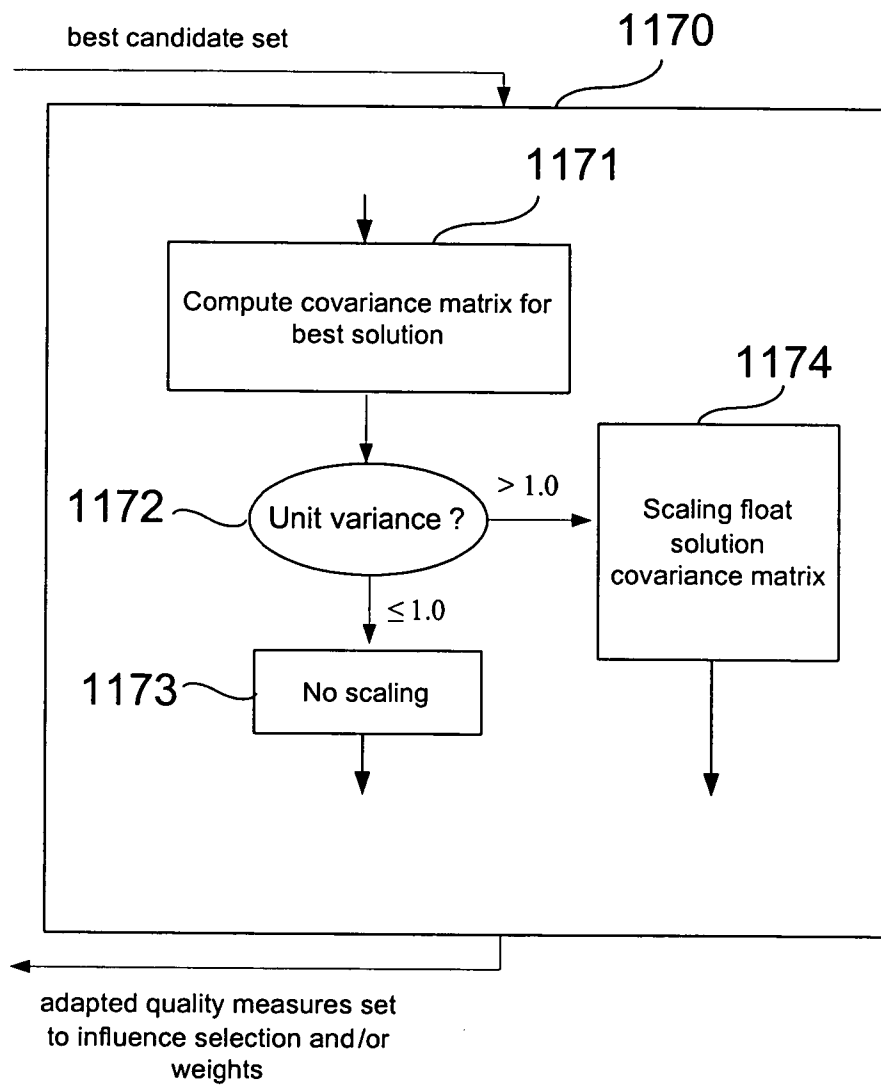 best candidate set
1170
1171
Compute covariance matrix for
best solution
1174
1172
Unit variance ?
> 1.0
Scaling float
solution
covariance matrix
≤ 1.0
1173
No scaling
adapted quality measures set
to influence selection and/or
weights